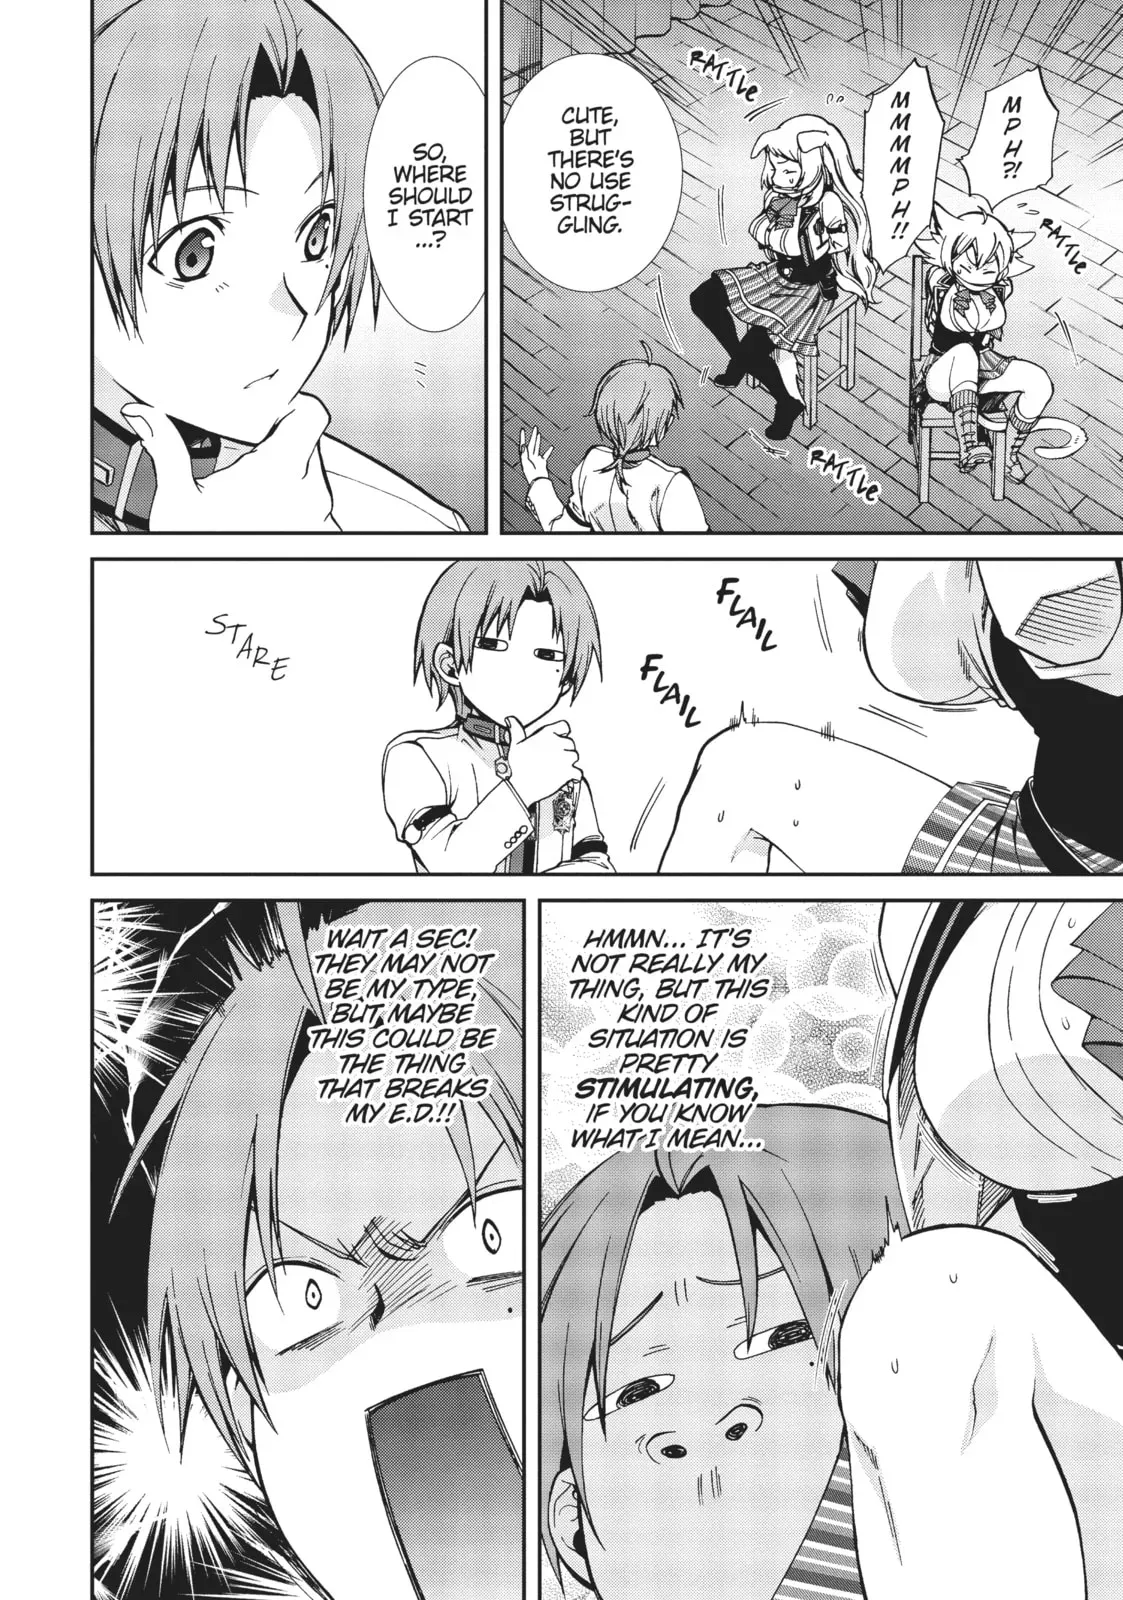 MPH?!
MMMMPH!!
RATTLE
RATTLE
RATTLE
CUTE,
BUT
THERE'S
NO USE
STRUG-
GLING.
SO,
WHERE
SHOULD
I START
...?
FLAIL
FLAIL
STARE
HMMN... IT'S
NOT REALLY MY
THING, BUT THIS
KIND OF
SITUATION IS
PRETTY
STIMULATING,
IF YOU KNOW
WHAT I MEAN...
WAIT A SEC!
THEY MAY NOT
BE MY TYPE,
BUT MAYBE
THIS COULD BE
THE THING
THAT BREAKS
MY E.D.!!